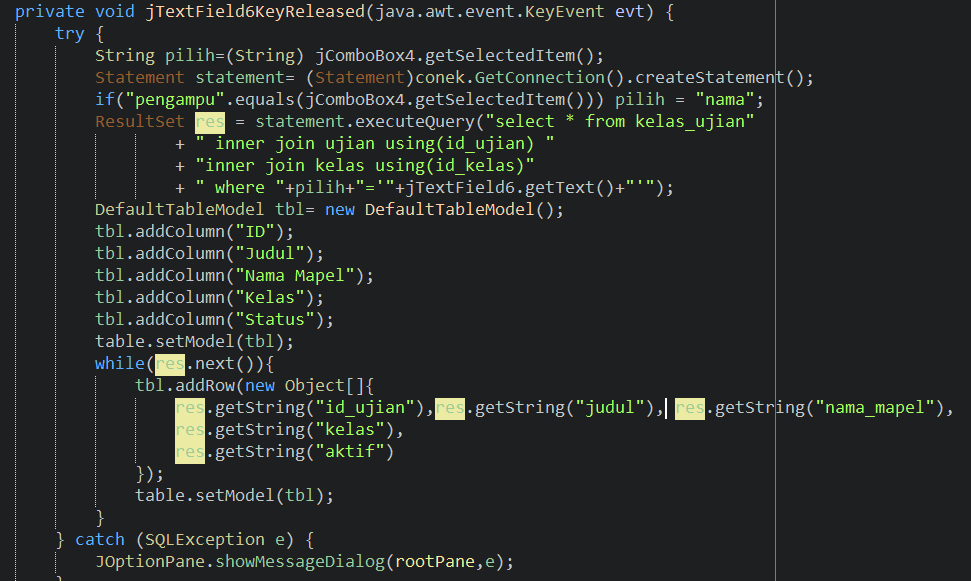 private void jTextField6KeyReleased(java.awt.event.KeyEvent evt) {
try {
String pilih=(String) jComboBox4.getSelectedItem();
Statement statement= (Statement)conek.GetConnection().createStatement();
if("pengampu".equals(jComboBox4.getSelectedItem())) pilih = "nama";
ResultSet res = statement.executeQuery("select * from kelas_ujian"
+ " inner join ujian using(id_ujian) "
+ "inner join kelas using(id_kelas)"
+ " where "+pilih+"='"+jTextField6.getText()+"'");
DefaultTableModel tbl= new DefaultTableModel();
tbl.addColumn("ID");
tbl.addColumn("Judul");
tbl.addColumn("Nama Mapel");
tbl.addColumn("Kelas");
tbl.addColumn("Status");
table.setModel(tbl);
while(res.next()){
tbl.addRow(new Object[]{
res.getString("id_ujian"),res.getString("judul"), res.getString("nama_mapel"),
res.getString("kelas"),
res.getString("aktif")
});
table.setModel(tbl);
}
} catch (SQLException e) {
JOptionPane.showMessageDialog(rootPane,e);